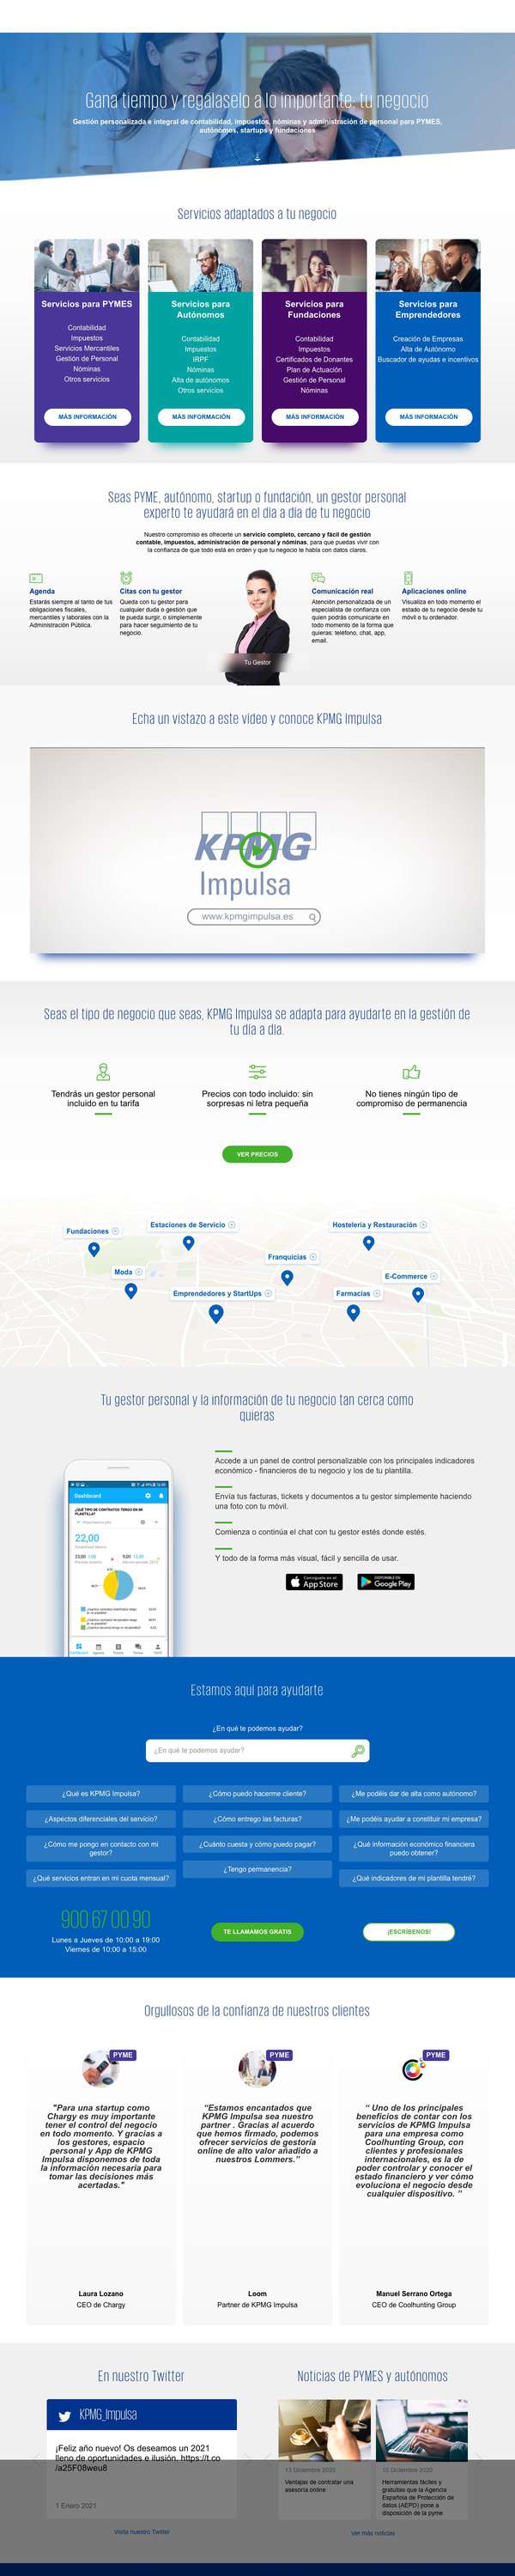 Gana tiempo y regálaselo a lo importante: tu negocio
Gestión personalizada e integral de contabilidad, impuestos, nóminas y administración de personal para PYMES,
autónomos, startups y fundaciones
Servicios adaptados a tu negocio
Servicios para PYMES
Contabilidad
Impuestos
Servicios Mercantiles
Gestión de Personal
Nóminas
Otros servicios
MÁS INFORMACIÓN
Servicios para
Autónomos
Contabilidad
Impuestos
IRPF
Nóminas
Alta de autónomos
Otros servicios
MÁS INFORMACIÓN
Servicios para
Fundaciones
Contabilidad
Impuestos
Certificados de Donantes
Plan de Actuación
Gestión de Personal
Nóminas
MÁS INFORMACIÓN
Servicios para
Emprendedores
Creación de Empresas
Alta de Autónomo
Buscador de ayudas e incentivos
MÁS INFORMACIÓN
Seas PYME, autónomo, startup o fundación, un gestor personal
experto te ayudará en el día a día de tu negocio
Nuestro compromiso es ofrecerte un servicio completo, cercano y fácil de gestión
contable, impuestos, administración de personal y nóminas, para que puedas vivir con
la confianza de que todo está en orden y que tu negocio te habla con datos claros.
Agenda
Estarás siempre al tanto de tus
obligaciones fiscales,
mercantiles y laborales con la
Administración Pública.
Citas con tu gestor
Queda con tu gestor para
cualquier duda o gestión que
te pueda surgir, o simplemente
para hacer seguimiento de tu
negocio.
Tu Gestor
Comunicación real
Atención personalizada de un
especialista de confianza con
quien podrás comunicarte en
todo momento de la forma que
quieras: teléfono, chat, app,
email.
Aplicaciones online
Visualiza en todo momento el
estado de tu negocio desde tu
móvil o tu ordenador.
Echa un vistazo a este vídeo y conoce KPMG Impulsa
KPMG
Impulsa
www.kpmgimpulsa.es
Seas el tipo de negocio que seas, KPMG Impulsa se adapta para ayudarte en la gestión de
tu día a día.
Tendrás un gestor personal
incluido en tu tarifa
Precios con todo incluido: sin
sorpresas ni letra pequeña
No tienes ningún tipo de
compromiso de permanencia
VER PRECIOS
Fundaciones
Estaciones de Servicio
Hostelería y Restauración
Franquicias
Moda
E-Commerce
Emprendedores y StartUps
Farmacias
Tu gestor personal y la información de tu negocio tan cerca como
quieras
Dashboard
¿QUÉ TIPO DE CONTRATOS TENGO EN MI
PLANTILLA?
22,00
Accede a un panel de control personalizable con los principales indicadores
económico - financieros de tu negocio y los de tu plantilla.
Envía tus facturas, tickets y documentos a tu gestor simplemente haciendo
una foto con tu móvil.
Comienza o continúa el chat con tu gestor estés donde estés.
Y todo de la forma más visual, fácil y sencilla de usar.
App Store
Google Play
Estamos aquí para ayudarte
¿En qué te podemos ayudar?
¿En qué te podemos ayudar?
¿Qué es KPMG Impulsa?
¿Cómo puedo hacerme cliente?
¿Me podéis dar de alta como autónomo?
¿Aspectos diferenciales del servicio?
¿Cómo entrego las facturas?
¿Me podéis ayudar a constituir mi empresa?
¿Cómo me pongo en contacto con mi
gestor?
¿Cuánto cuesta y cómo puedo pagar?
¿Qué información económico financiera
puedo obtener?
¿Qué servicios entran en mi cuota mensual?
¿Tengo permanencia?
¿Qué indicadores de mi plantilla tendré?
900 67 00 90
Lunes a Jueves de 10:00 a 19:00
Viernes de 10:00 a 15:00
TE LLAMAMOS GRATIS
¡ESCRÍBENOS!
Orgullosos de la confianza de nuestros clientes
PYME
"Para una startup como
Chargy es muy importante
tener el control del negocio
en todo momento. Y gracias a
los gestores, espacio
personal y App de KPMG
Impulsa disponemos de toda
la información necesaria para
tomar las decisiones más
acertadas."
Laura Lozano
CEO de Chargy
PYME
"Estamos encantados que
KPMG Impulsa sea nuestro
partner . Gracias al acuerdo
que hemos firmado, podemos
ofrecer servicios de gestoría
online de alto valor añadido a
nuestros Lommers."
Loom
Partner de KPMG Impulsa
PYME
" Uno de los principales
beneficios de contar con los
servicios de KPMG Impulsa
para una empresa como
Coolhunting Group, con
clientes y profesionales
internacionales, es la de
poder controlar y conocer el
estado financiero y ver cómo
evoluciona el negocio desde
cualquier dispositivo. "
Manuel Serrano Ortega
CEO de Coolhunting Group
En nuestro Twitter
KPMG_Impulsa
¡Feliz año nuevo! Os deseamos un 2021
lleno de oportunidades e ilusión. https://t.co
/a25F08weu8
1 Enero 2021
Visita nuestro Twitter
Noticias de PYMES y autónomos
13 Diciembre 2020
Ventajas de contratar una
asesoría online
10 Diciembre 2020
Herramientas fáciles y
gratuitas que la Agencia
Española de Protección de
datos (AEPD) pone a
disposición de la pyme
Ver más noticias